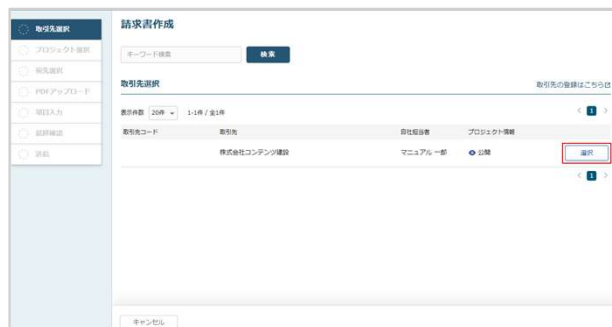 取引先選択
プロジェクト選択
宛先選択
PDFアップロード
項目入力
最終確認
送信
請求書作成
キーワード検索
検索
取引先選択
取引先の登録はこちら
表示件数 20件 1-1件 / 全1件
< 1 >
取引先コード 取引先 自社担当者 プロジェクト情報
株式会社コンテンツ建設 マニュアル 一部 公開 選択
< 1 >
キャンセル